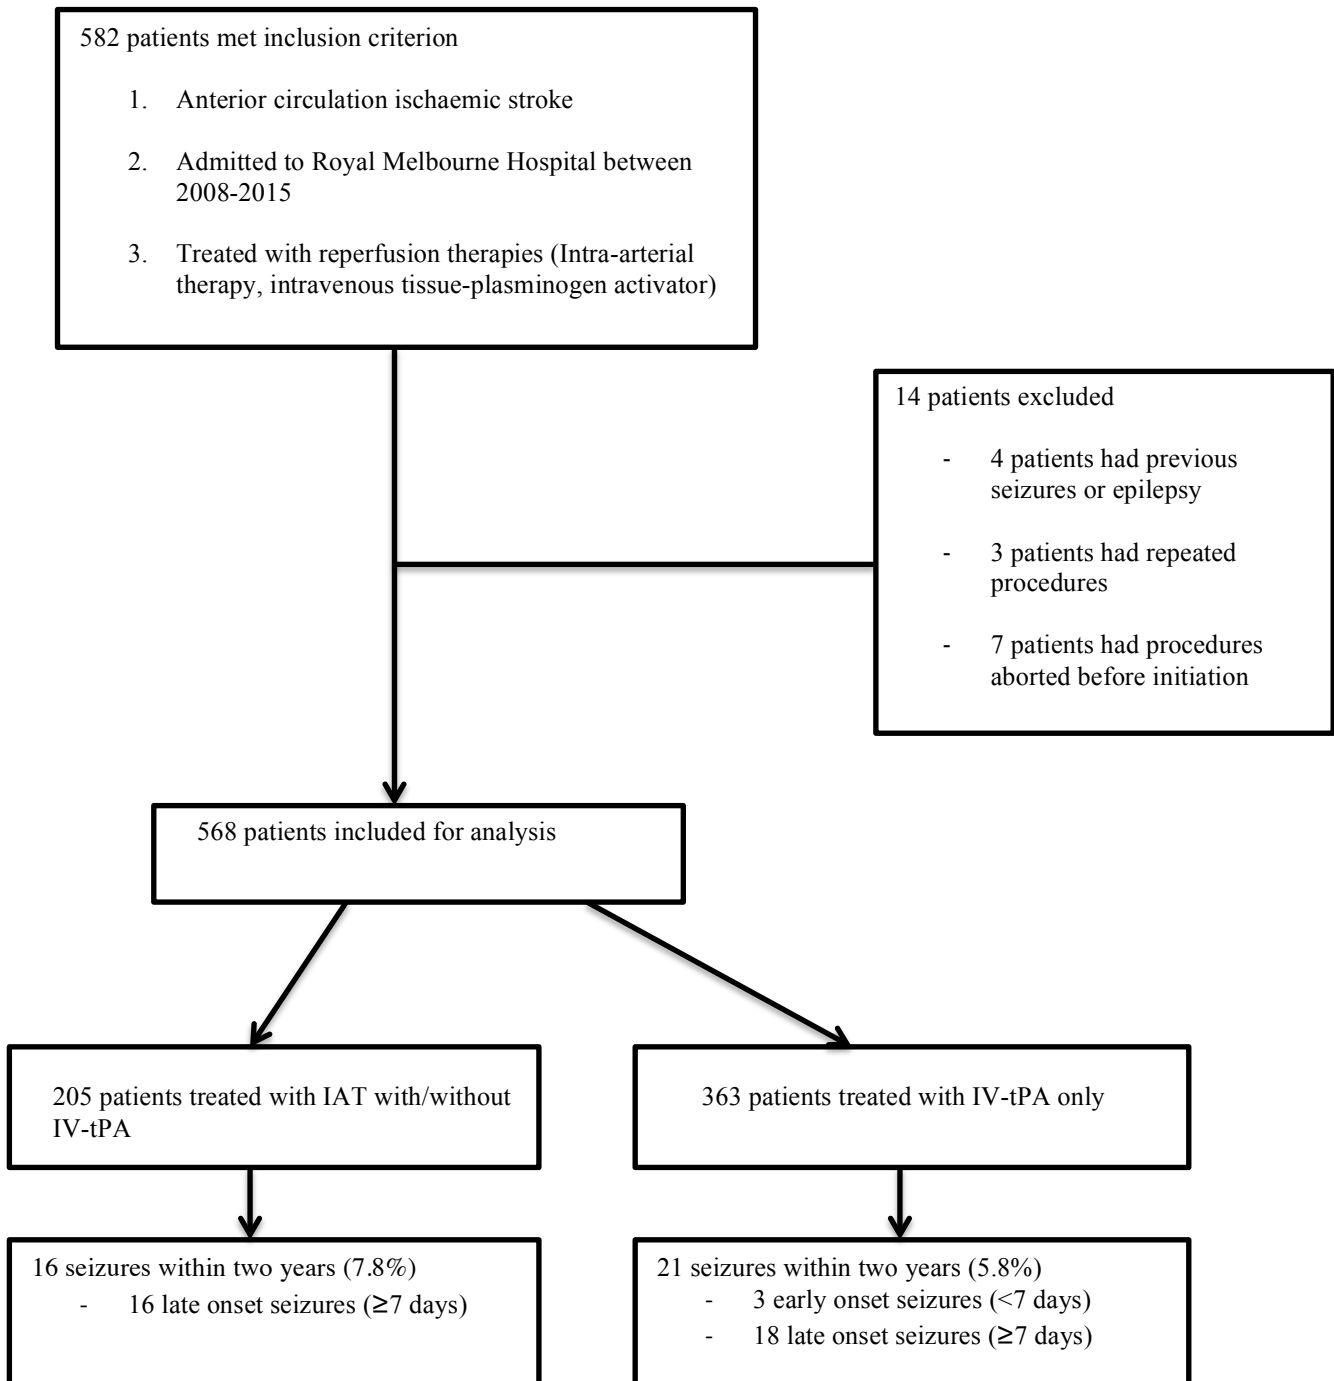 582 patients met inclusion criterion
1. Anterior circulation ischaemic stroke
2. Admitted to Royal Melbourne Hospital between
2008-2015
3. Treated with reperfusion therapies (Intra-arterial
therapy, intravenous tissue-plasminogen activator)
14 patients excluded
- 4 patients had previous
seizures or epilepsy
- 3 patients had repeated
procedures
- 7 patients had procedures
aborted before initiation
568 patients included for analysis
205 patients treated with IAT with/without
IV-tPA
363 patients treated with IV-tPA only
16 seizures within two years (7.8%)
- 16 late onset seizures (≥7 days)
21 seizures within two years (5.8%)
- 3 early onset seizures (<7 days)
- 18 late onset seizures (≥7 days)